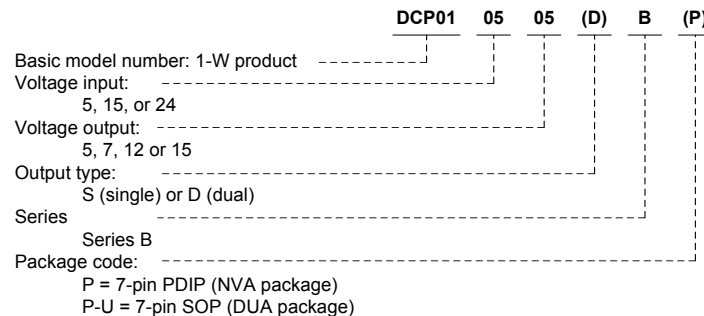 DCP01 05 05 (D) B (P)
Basic model number: 1-W product
Voltage input:
5, 15, or 24
Voltage output:
5, 7, 12 or 15
Output type:
S (single) or D (dual)
Series
Series B
Package code:
P = 7-pin PDIP (NVA package)
P-U = 7-pin SOP (DUA package)